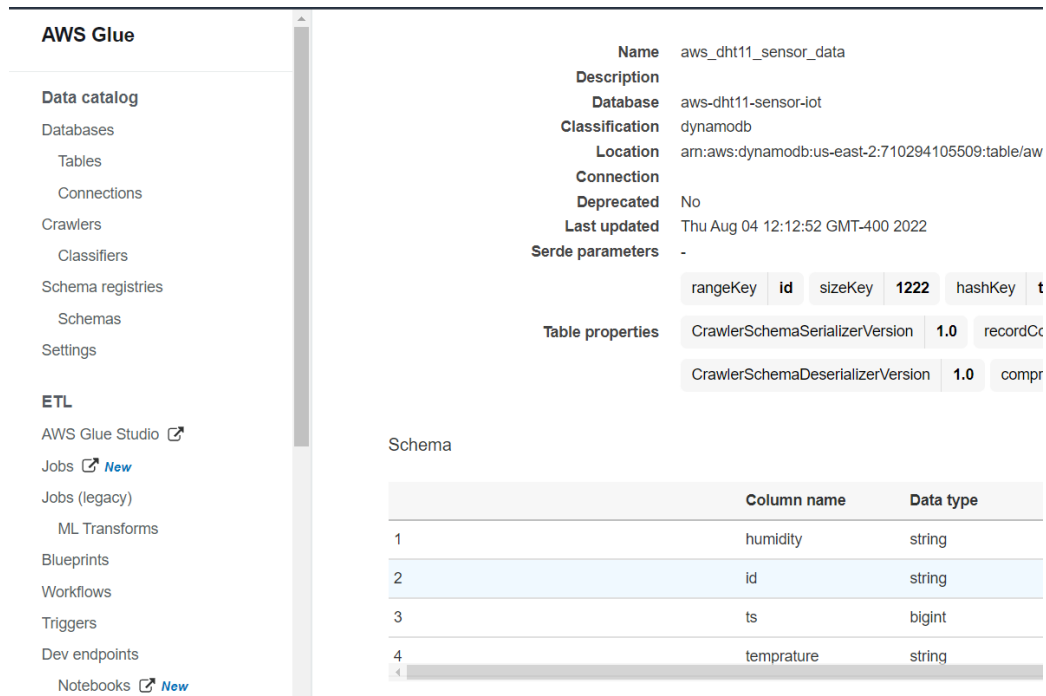 AWS Glue
Data catalog
Databases
Tables
Connections
Crawlers
Classifiers
Schema registries
Schemas
Settings
ETL
AWS Glue Studio
Jobs New
Jobs (legacy)
ML Transforms
Blueprints
Workflows
Triggers
Dev endpoints
Notebooks New
Name aws_dht11_sensor_data
Description
Database aws-dht11-sensor-iot
Classification dynamodb
Location arn:aws:dynamodb:us-east-2:710294105509:table/aw
Connection
Deprecated No
Last updated Thu Aug 04 12:12:52 GMT-400 2022
Serde parameters -
rangeKey id sizeKey 1222 hashKey t
Table properties CrawlerSchemaSerializerVersion 1.0 recordCo
CrawlerSchemaDeserializerVersion 1.0 compr
Schema
Column name Data type
1 humidity string
2 id string
3 ts bigint
4 temprature string